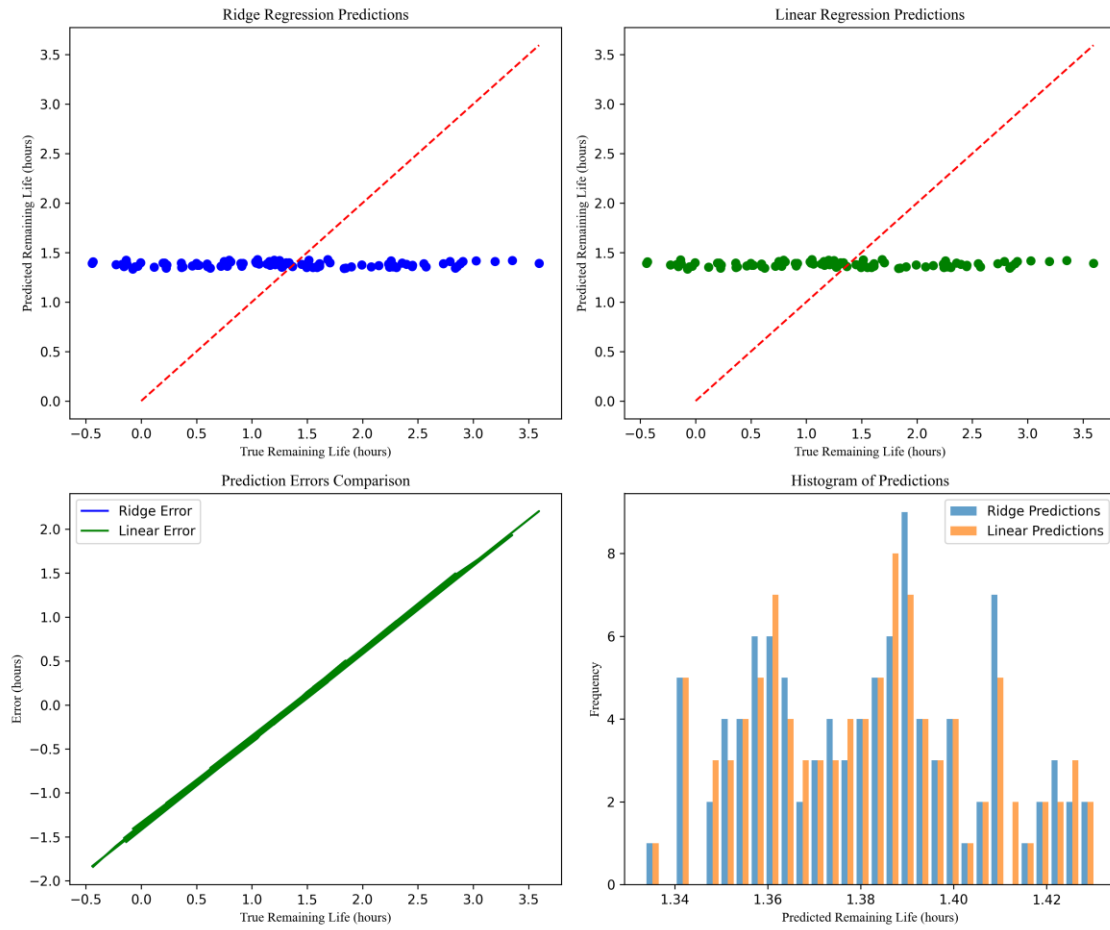 Ridge Regression Predictions
Predicted Remaining Life (hours)
3.5
3.0
2.5
2.0
1.5
1.0
0.5
0.0
−0.5 0.0 0.5 1.0 1.5 2.0 2.5 3.0 3.5
True Remaining Life (hours)
Linear Regression Predictions
Predicted Remaining Life (hours)
3.5
3.0
2.5
2.0
1.5
1.0
0.5
0.0
−0.5 0.0 0.5 1.0 1.5 2.0 2.5 3.0 3.5
True Remaining Life (hours)
Prediction Errors Comparison
Ridge Error
Linear Error
Error (hours)
2.0
1.5
1.0
0.5
0.0
−0.5
−1.0
−1.5
−2.0
−0.5 0.0 0.5 1.0 1.5 2.0 2.5 3.0 3.5
True Remaining Life (hours)
Histogram of Predictions
Ridge Predictions
Linear Predictions
Frequency
8
6
4
2
0
1.34 1.36 1.38 1.40 1.42
Predicted Remaining Life (hours)